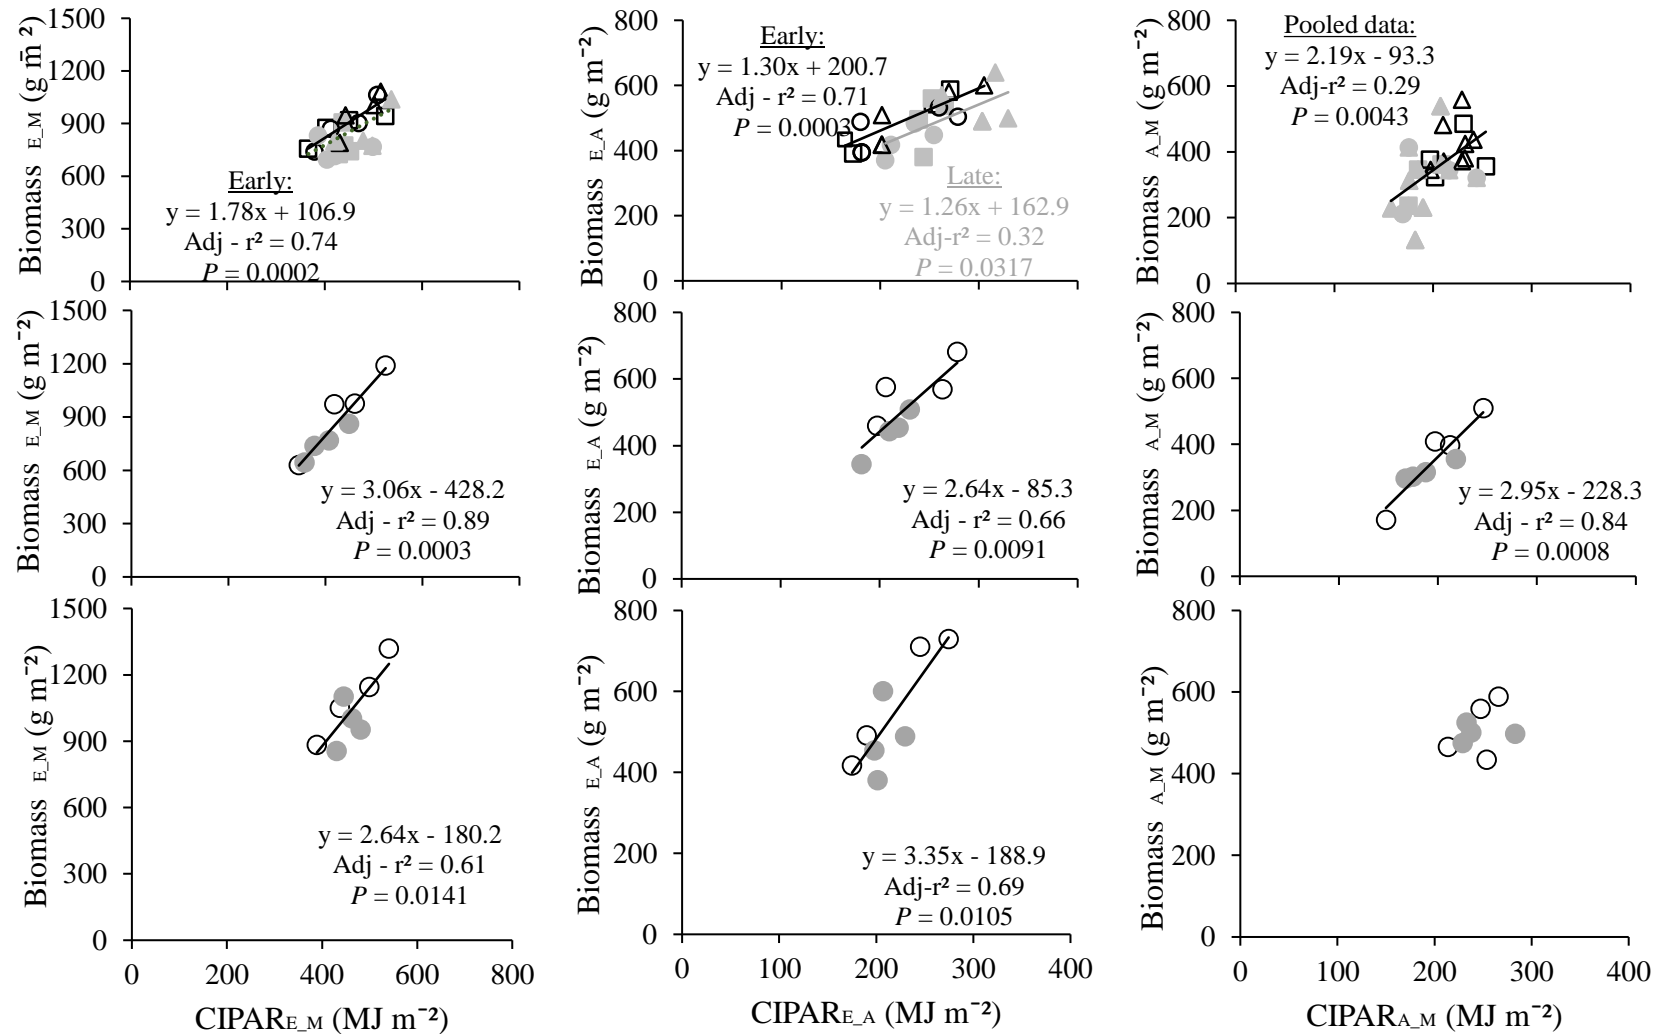 Biomass E_M (g m⁻²)
1500
1200
900
600
300
0
Early:
y = 1.78x + 106.9
Adj - r² = 0.74
P = 0.0002
Biomass E_A (g m⁻²)
800
600
400
200
0
Early:
y = 1.30x + 200.7
Adj - r² = 0.71
P = 0.0003
Late:
y = 1.26x + 162.9
Adj-r² = 0.32
P = 0.0317
Biomass A_M (g m⁻²)
800
600
400
200
0
Pooled data:
y = 2.19x - 93.3
Adj-r² = 0.29
P = 0.0043
Biomass E_M (g m⁻²)
1500
1200
900
600
300
0
y = 3.06x - 428.2
Adj - r² = 0.89
P = 0.0003
Biomass E_A (g m⁻²)
800
600
400
200
0
y = 2.64x - 85.3
Adj - r² = 0.66
P = 0.0091
Biomass A_M (g m⁻²)
800
600
400
200
0
y = 2.95x - 228.3
Adj - r² = 0.84
P = 0.0008
Biomass E_M (g m⁻²)
1500
1200
900
600
300
0
y = 2.64x - 180.2
Adj - r² = 0.61
P = 0.0141
0 200 400 600 800
CIPAR E_M (MJ m⁻²)
Biomass E_A (g m⁻²)
800
600
400
200
0
y = 3.35x - 188.9
Adj-r² = 0.69
P = 0.0105
0 100 200 300 400
CIPAR E_A (MJ m⁻²)
Biomass A_M (g m⁻²)
800
600
400
200
0
0 100 200 300 400
CIPAR A_M (MJ m⁻²)